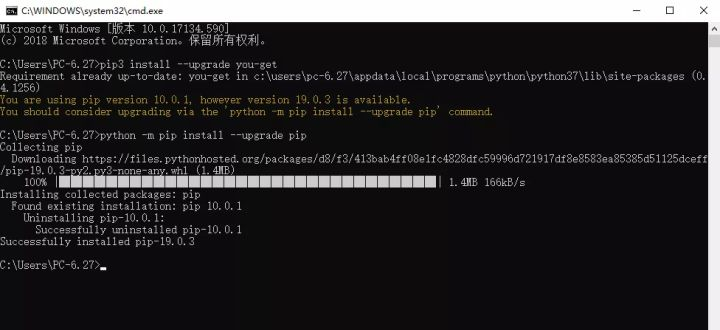 C:\WINDOWS\system32\cmd.exe
Microsoft Windows [版本 10.0.17134.590]
(c) 2018 Microsoft Corporation。保留所有权利。
C:\Users\PC-6.27>pip3 install --upgrade you-get
Requirement already up-to-date: you-get in c:\users\pc-6.27\appdata\local\programs\python\python37\lib\site-packages (0.
4.1256)
You are using pip version 10.0.1, however version 19.0.3 is available.
You should consider upgrading via the 'python -m pip install --upgrade pip' command.
C:\Users\PC-6.27>python -m pip install --upgrade pip
Collecting pip
Downloading https://files.pythonhosted.org/packages/d8/f3/413bab4ff08e1fc4828dfc59996d721917df8e8583ea85385d51125dceff
/pip-19.0.3-py2.py3-none-any.whl (1.4MB)
100% |████████████████████████████████| 1.4MB 166kB/s
Installing collected packages: pip
Found existing installation: pip 10.0.1
Uninstalling pip-10.0.1:
Successfully uninstalled pip-10.0.1
Successfully installed pip-19.0.3
C:\Users\PC-6.27>